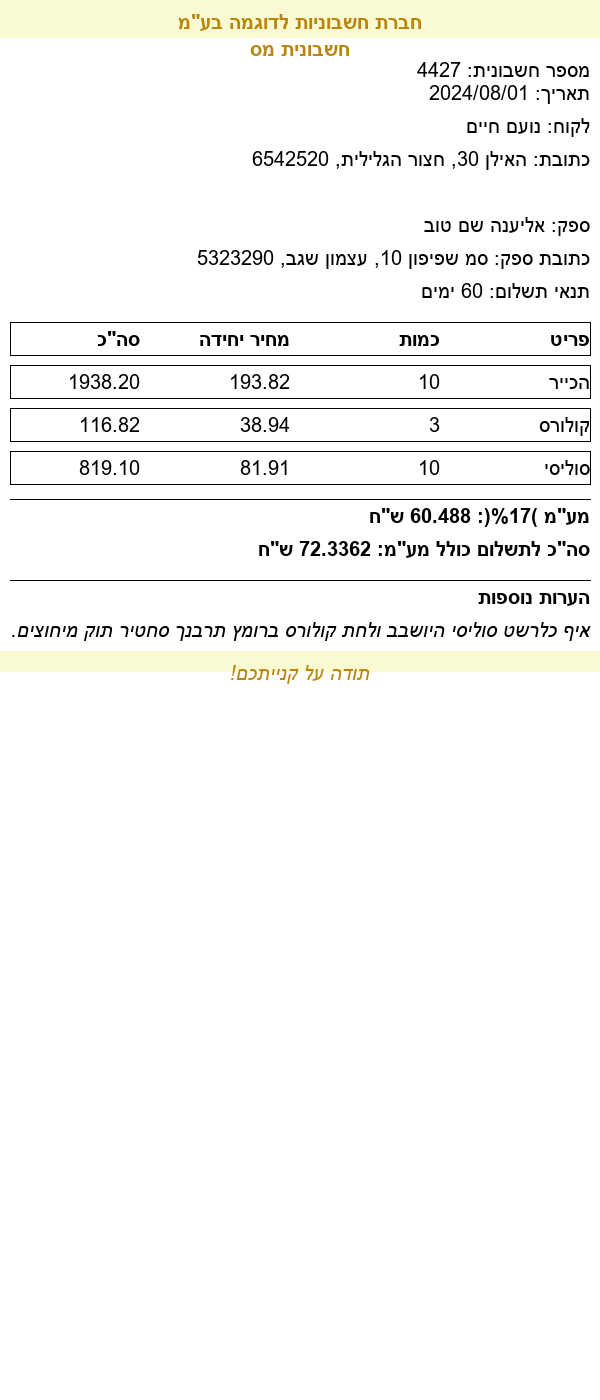 חברת חשבוניות לדוגמה בע"מ
חשבונית מס
מספר חשבונית: 4427
תאריך: 2024/08/01
לקוח: נועם חיים
כתובת: האילן 30, חצור הגלילית, 6542520
ספק: אליענה שם טוב
כתובת ספק: סמ שפיפון 10, עצמון שגב, 5323290
תנאי תשלום: 60 ימים
פריט כמות מחיר יחידה סה"כ
הכייר 10 193.82 1938.20
קולורס 3 38.94 116.82
סוליסי 10 81.91 819.10
מע"מ )17%(: 60.488 ש"ח
סה"כ לתשלום כולל מע"מ: 72.3362 ש"ח
הערות נוספות
איף כלרשט סוליסי היושבב ולחת קולורס ברומץ תרבנך סחטיר תוק מיחוצים.
תודה על קנייתכם!